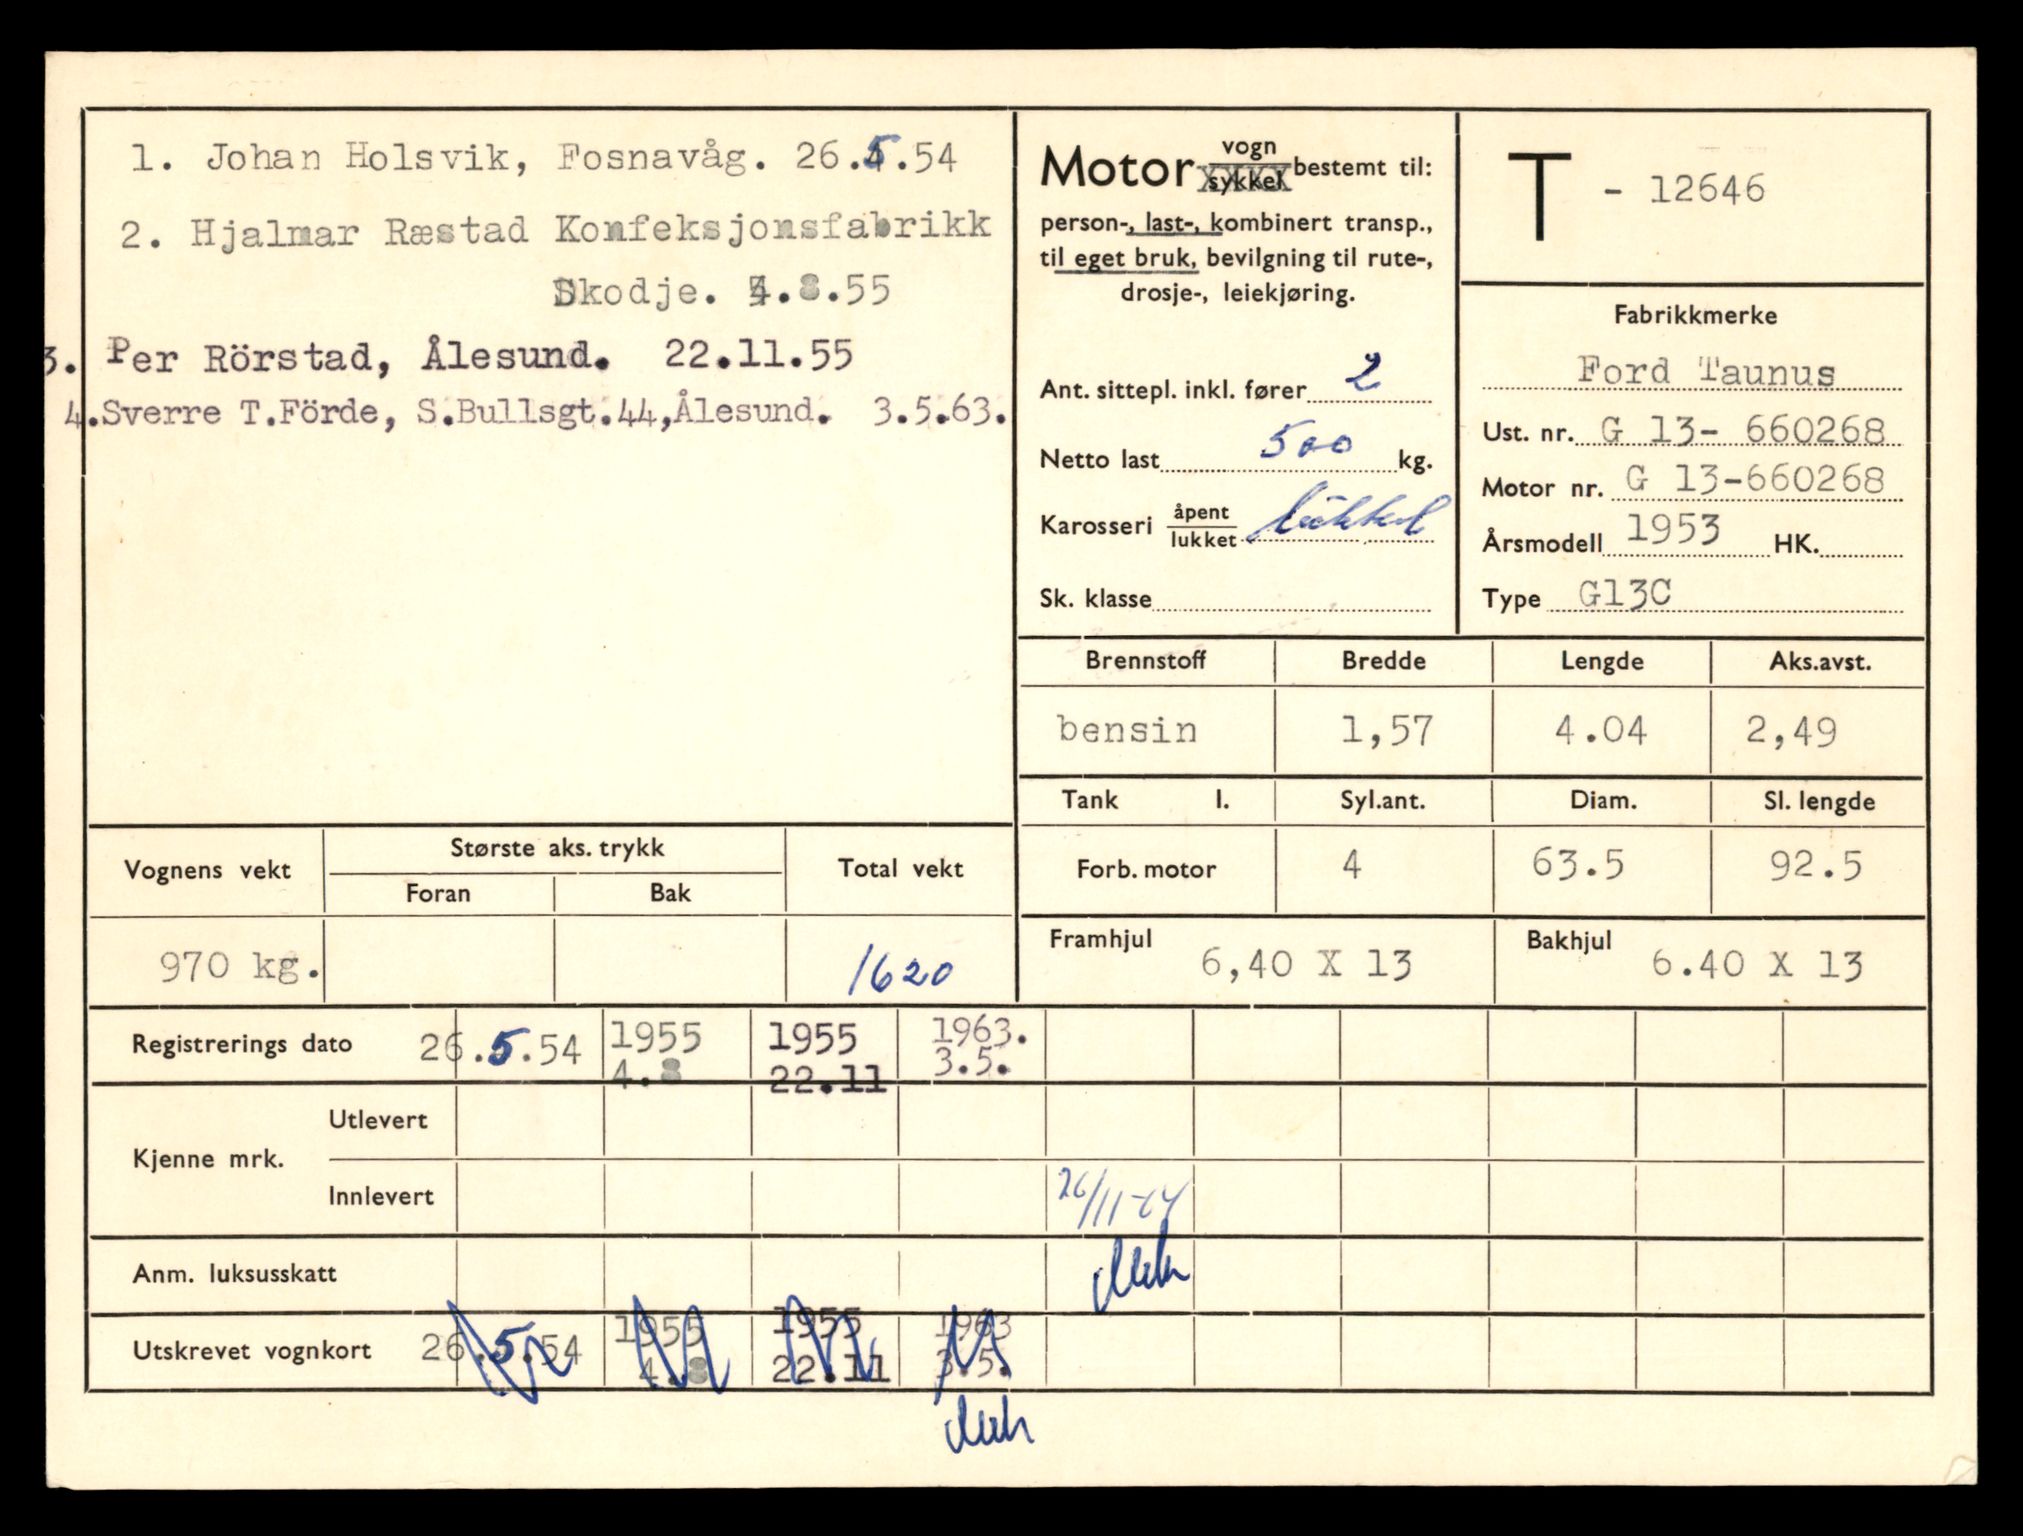 1. Johan Holsvik, Fosnavåg. 26.5.54
2. Hjalmar Ræstad Konfeksjonsfabrikk
Skodje. 4.8.55
3. Per Rörstad, Ålesund. 22.11.55
4.Sverre T.Förde, S.Bullsgt.44,Ålesund. 3.5.63.
Motor vogn/sykkel bestemt til:
person-, last-, kombinert transp.,
til eget bruk, bevilgning til rute-,
drosje-, leiekjøring.
Ant. sittepl. inkl. fører 2
Netto last 500 kg.
Karosseri åpent/lukket lukket
Sk. klasse
T - 12646
Fabrikkmerke
Ford Taunus
Ust. nr. G 13- 660268
Motor nr. G 13-660268
Årsmodell 1953 HK.
Type G13C
Brennstoff Bredde Lengde Aks.avst.
bensin 1,57 4.04 2,49
Tank l. Syl.ant. Diam. Sl. lengde
Forb. motor 4 63.5 92.5
Framhjul 6,40 X 13 Bakhjul 6.40 X 13
Vognens vekt Største aks. trykk Total vekt
Foran Bak
970 kg. 1620
Registrerings dato 26.5.54 1955 1955 1963.
4.8 22.11 3.5.
Kjenne mrk.
Utlevert
Innlevert 26/11-64
Anm. luksusskatt
Utskrevet vognkort 26.5.54 1955 1955 1963
4.8 22.11 3.5.